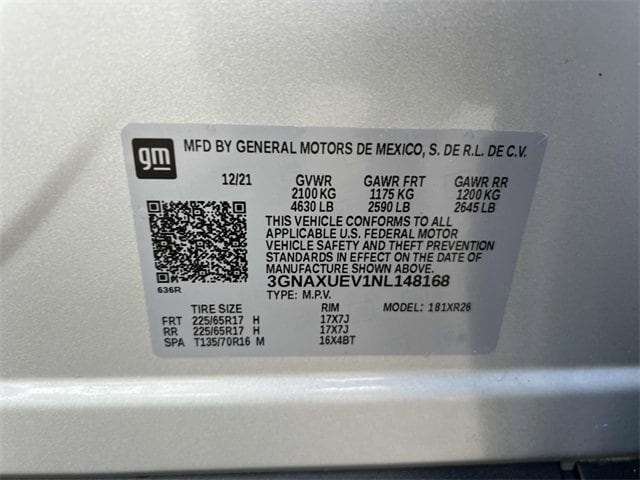 gm MFD BY GENERAL MOTORS DE MEXICO, S. DE R.L. DE C.V.
12/21 GVWR GAWR FRT GAWR RR
2100 KG 1175 KG 1200 KG
4630 LB 2590 LB 2645 LB
THIS VEHICLE CONFORMS TO ALL
APPLICABLE U.S. FEDERAL MOTOR
VEHICLE SAFETY AND THEFT PREVENTION
STANDARDS IN EFFECT ON THE DATE OF
MANUFACTURE SHOWN ABOVE.
636R 3GNAXUEV1NL148168
TYPE: M.P.V.
TIRE SIZE RIM MODEL: 181XR26
FRT 225/65R17 H 17X7J
RR 225/65R17 H 17X7J
SPA T135/70R16 M 16X4BT